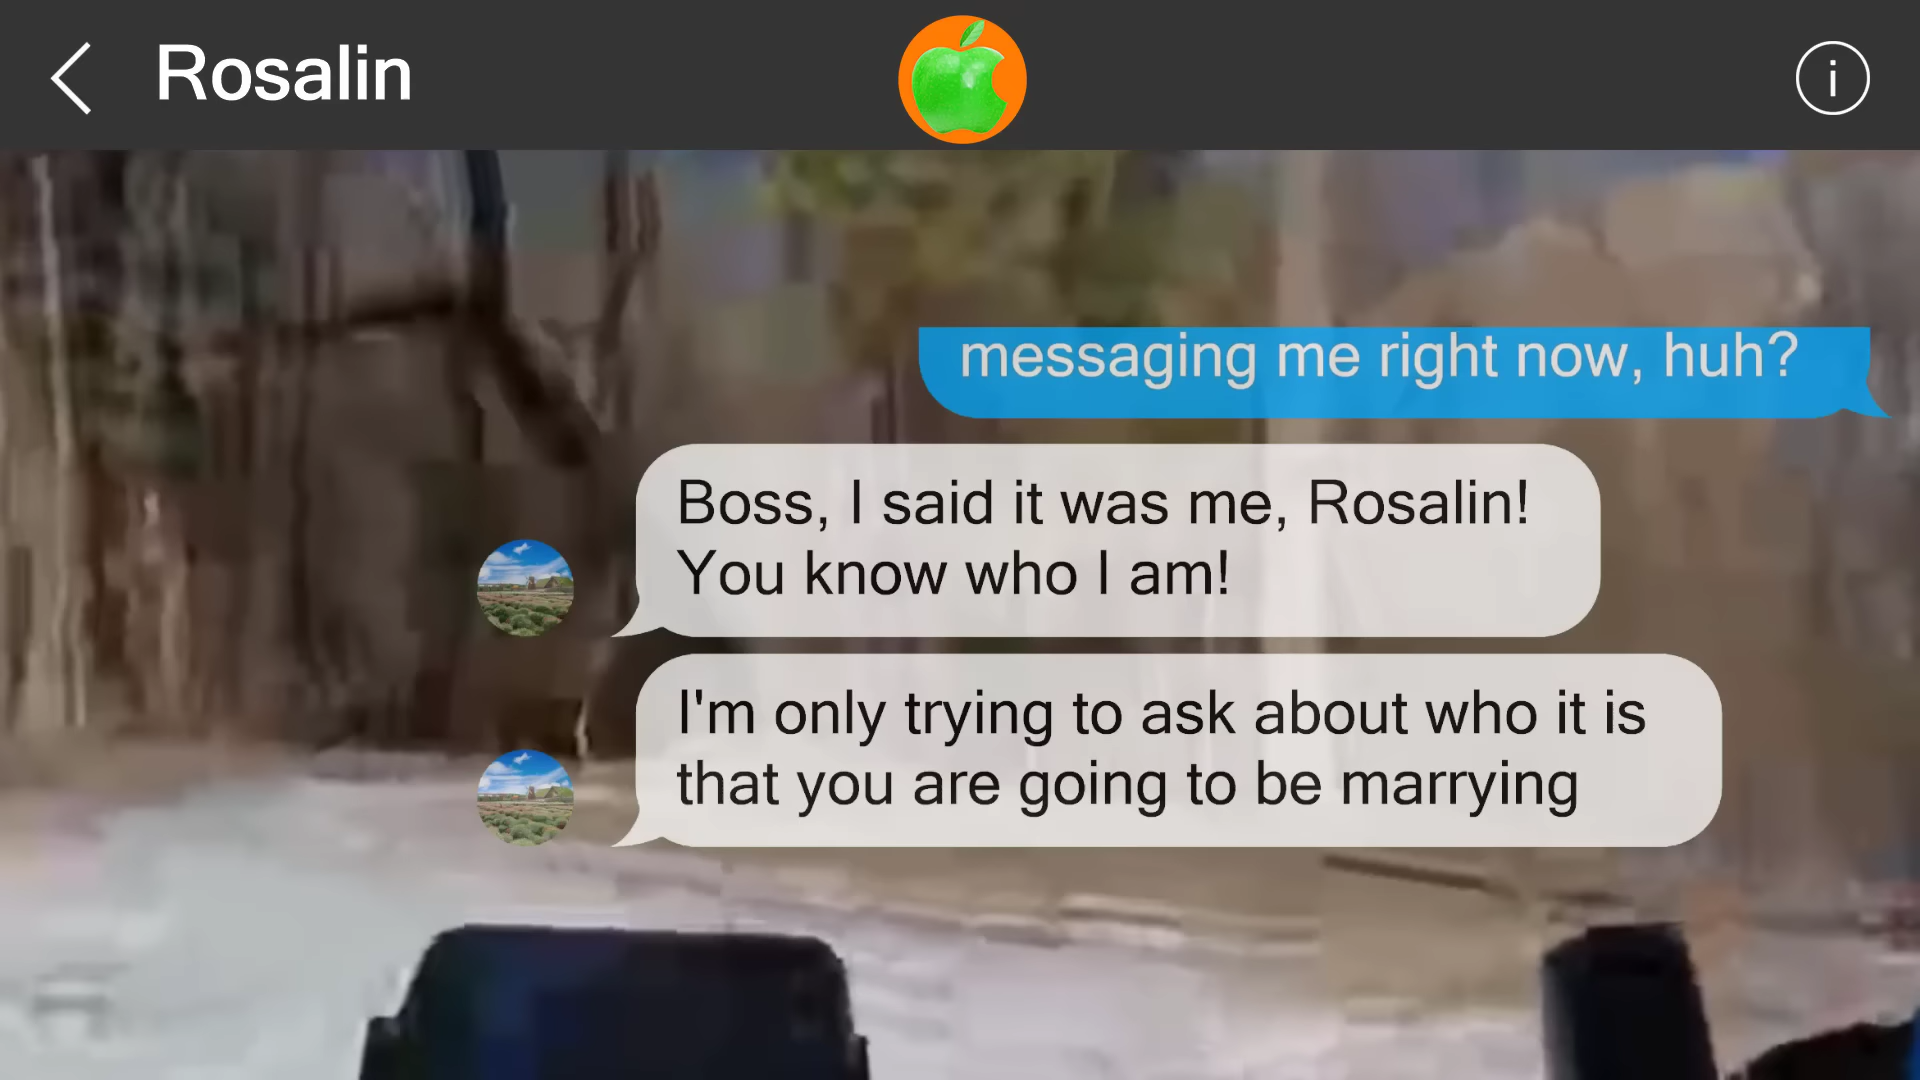 Rosalin
i
messaging me right now, huh?
Boss, I said it was me, Rosalin!
You know who I am!
I'm only trying to ask about who it is
that you are going to be marrying